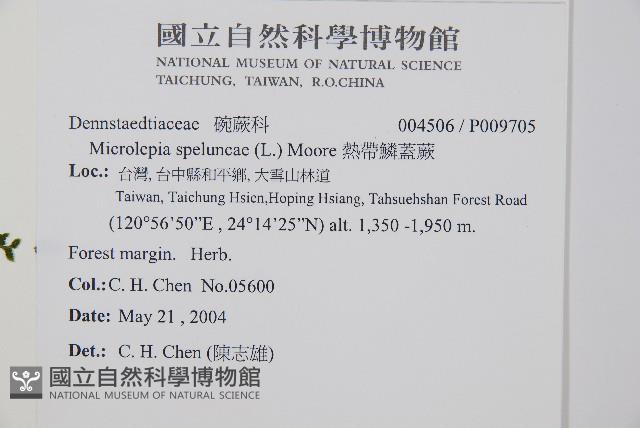 國立自然科學博物館
NATIONAL MUSEUM OF NATURAL SCIENCE
TAICHUNG, TAIWAN, R.O.CHINA
Dennstaedtiaceae 碗蕨科 004506 / P009705
Microlepia speluncae (L.) Moore 熱帶鱗蓋蕨
Loc.: 台灣, 台中縣和平鄉, 大雪山林道
Taiwan, Taichung Hsien,Hoping Hsiang, Tahsuehshan Forest Road
(120°56'50"E , 24°14'25"N) alt. 1,350 -1,950 m.
Forest margin. Herb.
Col.: C. H. Chen No.05600
Date: May 21 , 2004
Det.: C. H. Chen (陳志雄)
國立自然科學博物館
NATIONAL MUSEUM OF NATURAL SCIENCE